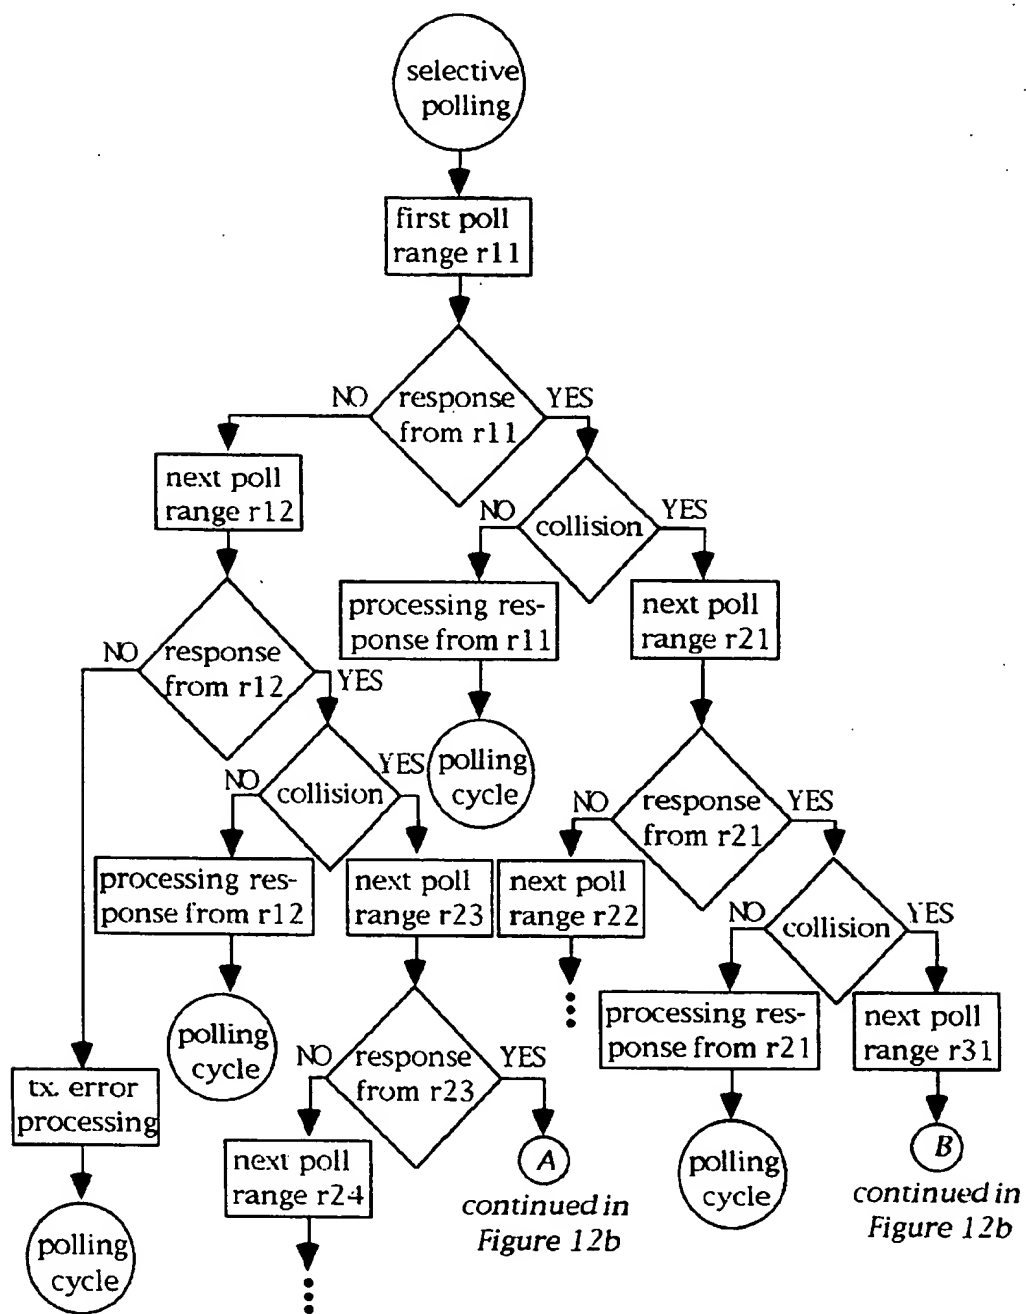 selective
polling
first poll
range r11
NO
response
from r11
YES
next poll
range r12
NO
collision
YES
processing res-
ponse from r11
next poll
range r21
NO
response
from r12
YES
polling
cycle
NO
collision
YES
NO
response
from r21
YES
processing res-
ponse from r12
next poll
range r23
next poll
range r22
NO
collision
YES
polling
cycle
NO
response
from r23
YES
processing res-
ponse from r21
next poll
range r31
tx. error
processing
next poll
range r24
A
continued in
Figure 12b
polling
cycle
B
continued in
Figure 12b
polling
cycle